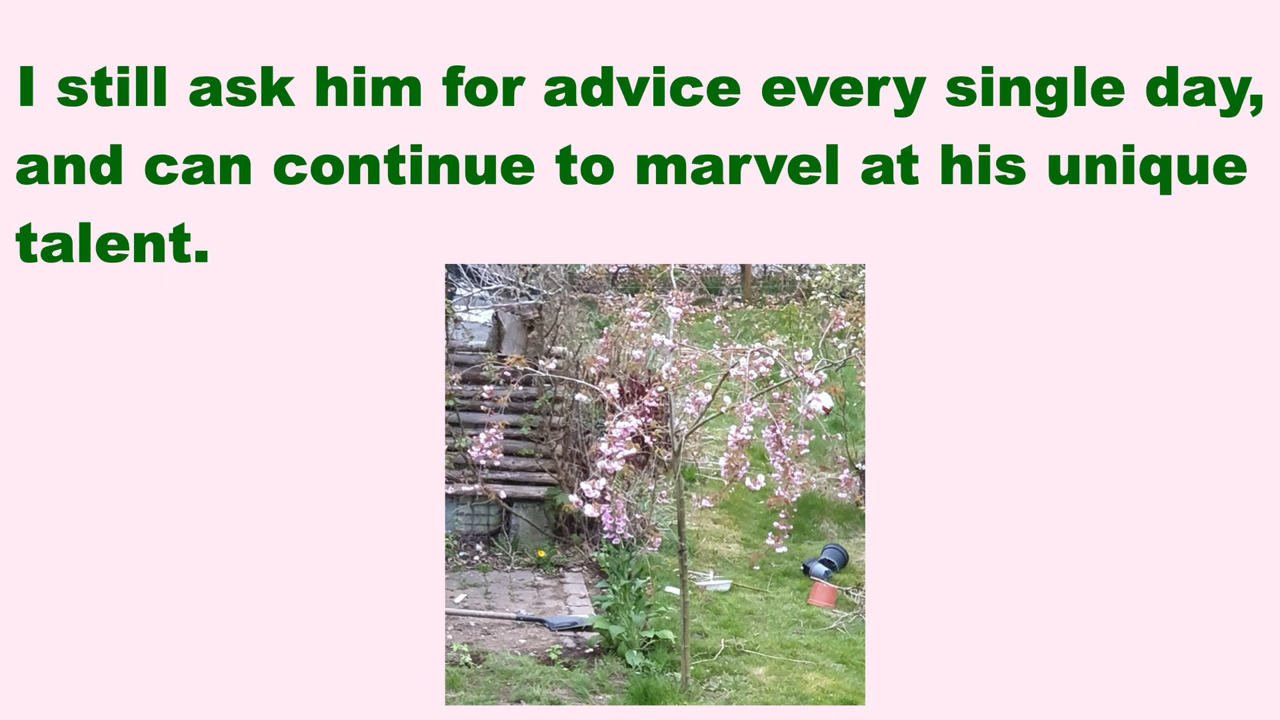 I still ask him for advice every single day,
and can continue to marvel at his unique
talent.